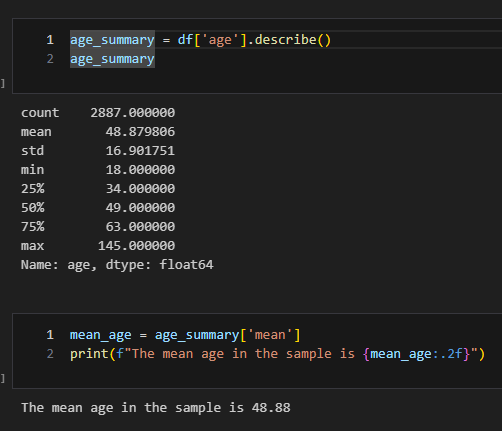 1 age_summary = df['age'].describe()
2 age_summary
]
count 2887.000000
mean 48.879806
std 16.901751
min 18.000000
25% 34.000000
50% 49.000000
75% 63.000000
max 145.000000
Name: age, dtype: float64
1 mean_age = age_summary['mean']
2 print(f"The mean age in the sample is {mean_age:.2f}")
]
The mean age in the sample is 48.88